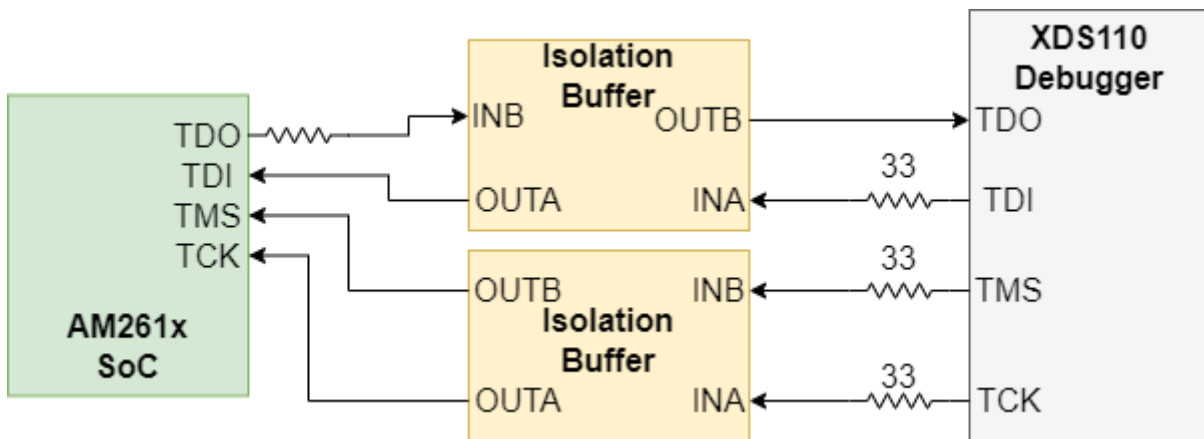 XDS110
Debugger
Isolation
Buffer
INB
OUTB
TDO
TDO
TDI
OUTA
INA
33
TDI
TMS
TCK
OUTB
INB
33
TMS
Isolation
Buffer
AM261x
SoC
OUTA
INA
33
TCK